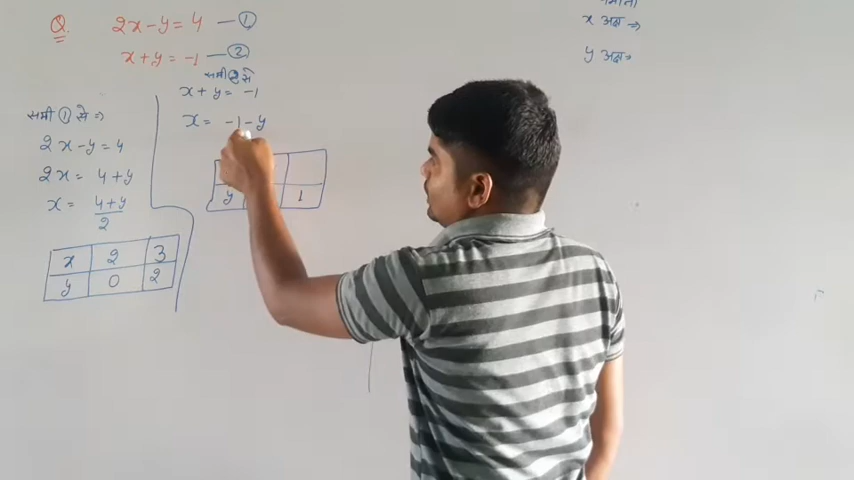 Q. 2x-y=4 —①
x+y=-1 —②
समी ② से
x+y=-1
x= -1-y
y 1
समी ① से ⇒
2x-y=4
2x= 4+y
x= 4+y/2
x 2 3
y 0 2
x अक्ष ⇒
y अक्ष ⇒